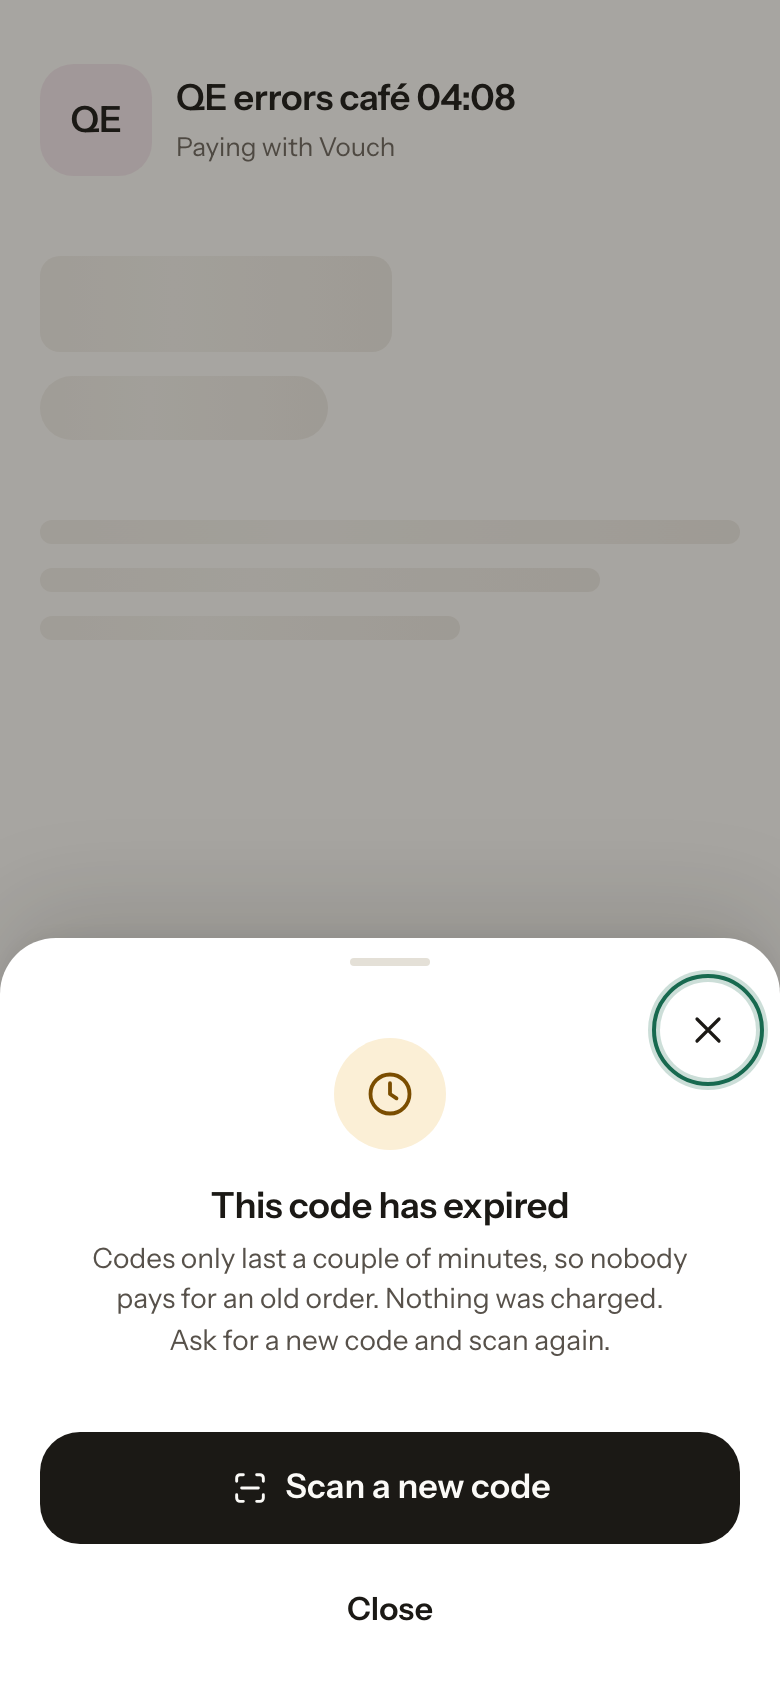 QE
QE errors café 04:08
Paying with Vouch
This code has expired
Codes only last a couple of minutes, so nobody
pays for an old order. Nothing was charged.
Ask for a new code and scan again.
Scan a new code
Close